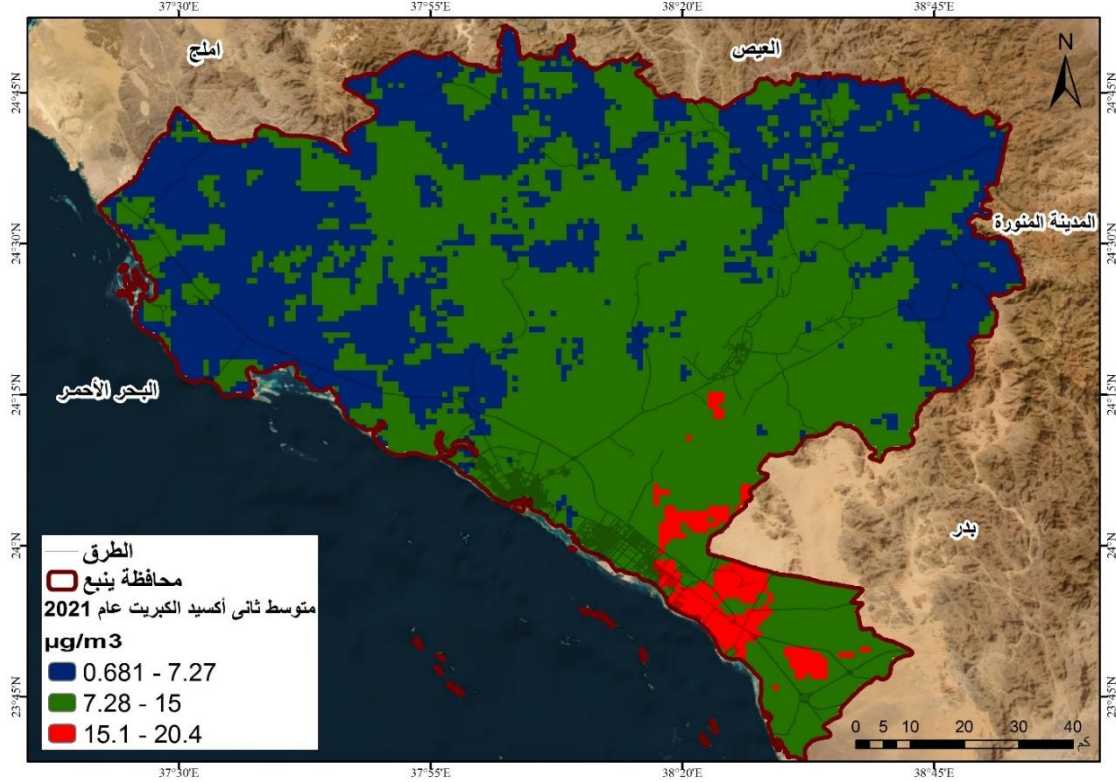 37°30'E 37°55'E 38°20'E 38°45'E
املج
العيص
N
24°45'N 24°45'N
المدينة المنورة
24°30'N 24°30'N
البحر الأحمر
24°15'N 24°15'N
بدر
24°N 24°N
23°45'N 23°45'N
الطرق
محافظة ينبع
متوسط ثانى أكسيد الكبريت عام 2021
µg/m3
0.681 - 7.27
7.28 - 15
15.1 - 20.4
0 5 10 20 30 40
كم
37°30'E 37°55'E 38°20'E 38°45'E